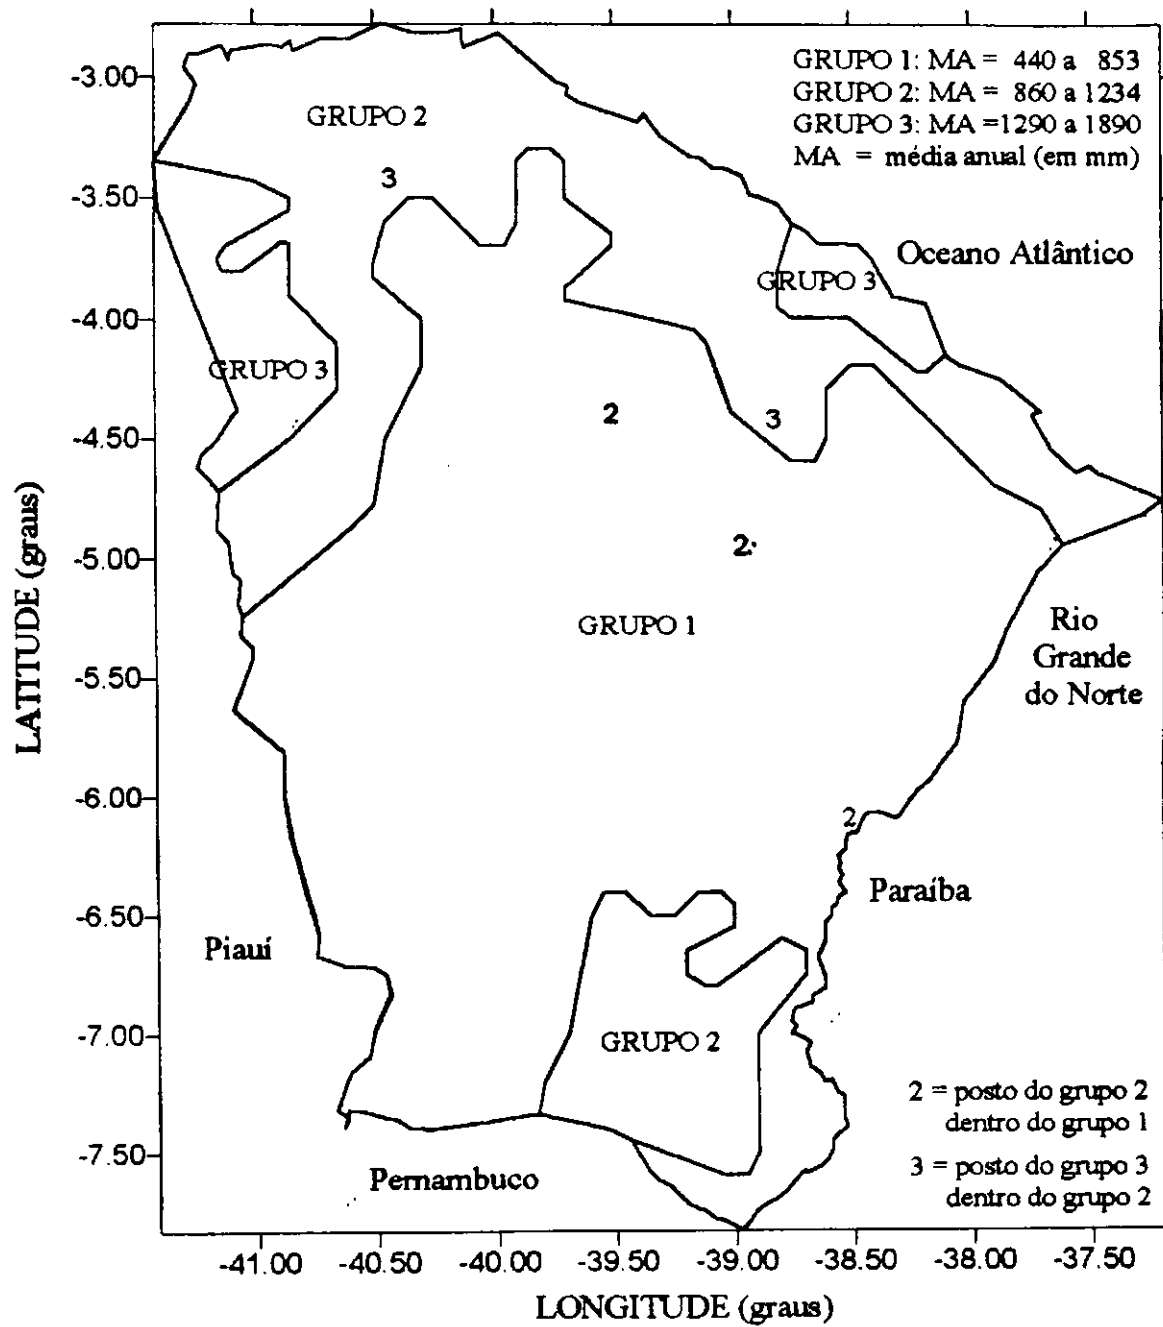 GRUPO 1: MA = 440 a 853
GRUPO 2: MA = 860 a 1234
GRUPO 3: MA =1290 a 1890
MA = média anual (em mm)
-3.00
GRUPO 2
3
-3.50
Oceano Atlântico
GRUPO 3
-4.00
GRUPO 3
2
3
-4.50
2
-5.00
GRUPO 1
Rio
Grande
do Norte
-5.50
LATITUDE (graus)
-6.00
2
Paraíba
-6.50
Piauí
-7.00
GRUPO 2
2 = posto do grupo 2
dentro do grupo 1
-7.50
3 = posto do grupo 3
dentro do grupo 2
Pernambuco
-41.00 -40.50 -40.00 -39.50 -39.00 -38.50 -38.00 -37.50
LONGITUDE (graus)